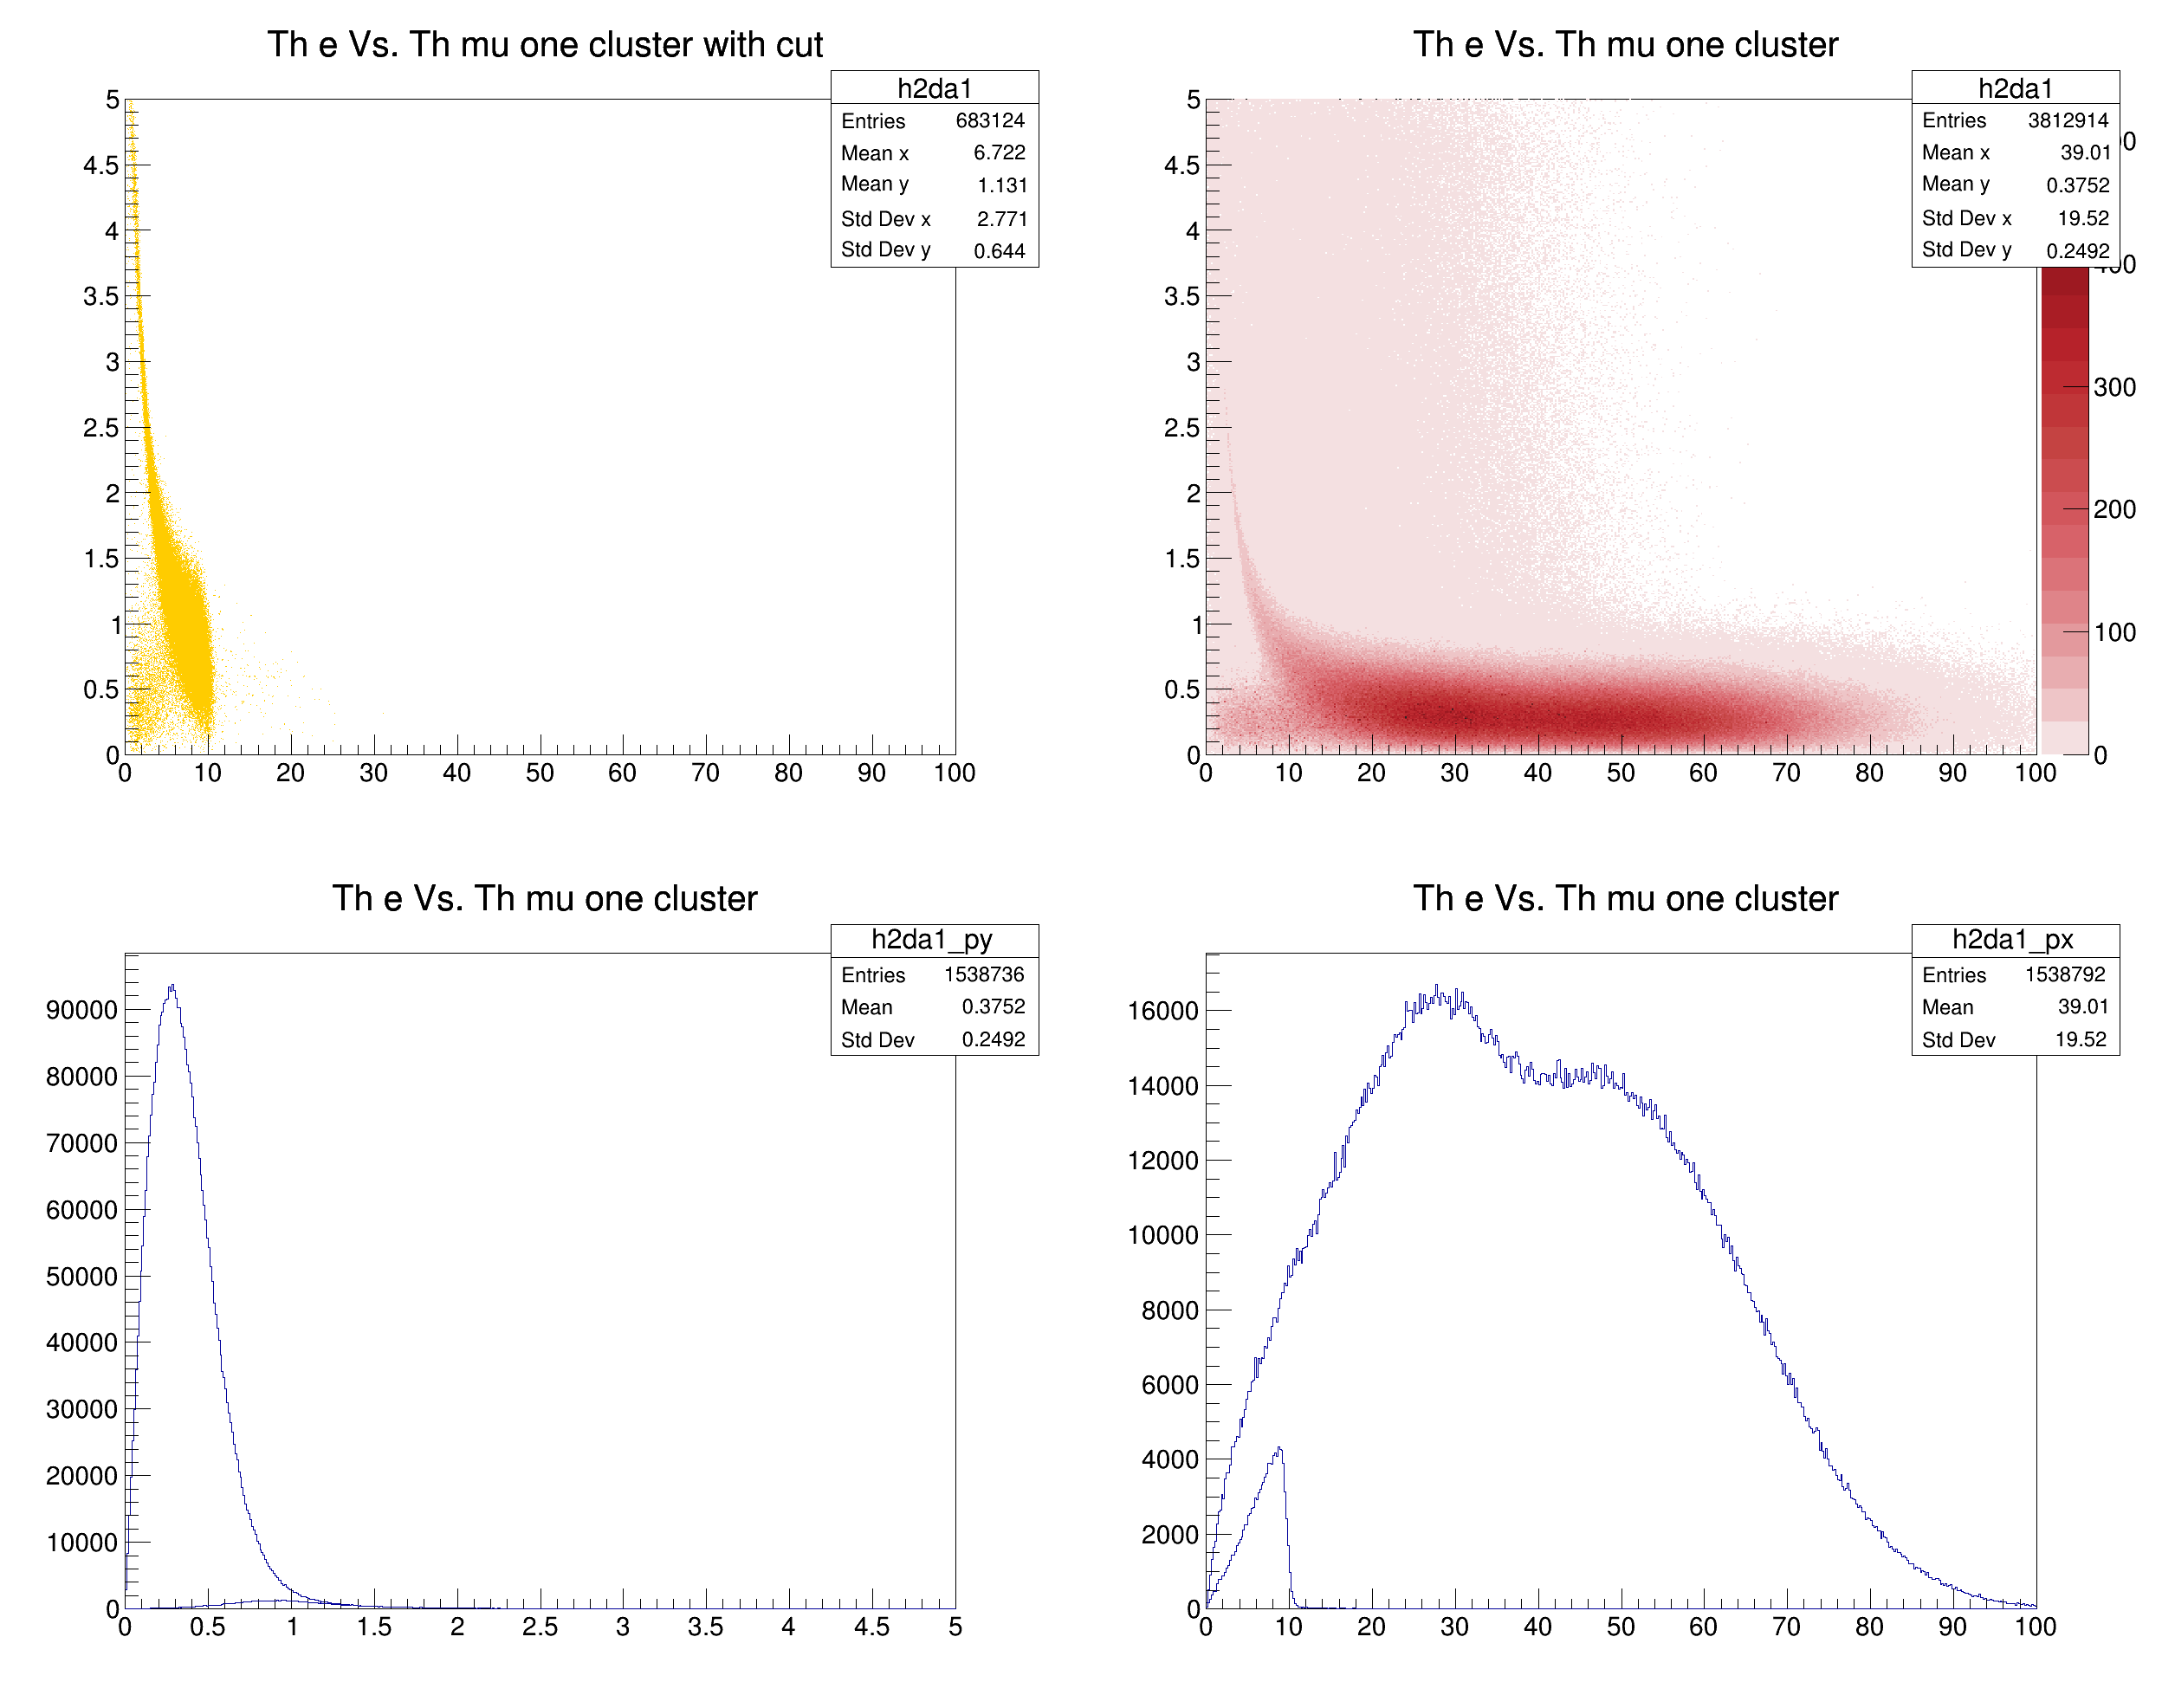 Th e Vs. Th mu one cluster with cut
h2da1
Entries 683124
Mean x 6.722
Mean y 1.131
Std Dev x 2.771
Std Dev y 0.644
5
4.5
4
3.5
3
2.5
2
1.5
1
0.5
0
0 10 20 30 40 50 60 70 80 90 100
Th e Vs. Th mu one cluster
h2da1
Entries 3812914
Mean x 39.01
Mean y 0.3752
Std Dev x 19.52
Std Dev y 0.2492
5
4.5
4
3.5
3
2.5
2
1.5
1
0.5
0
0 10 20 30 40 50 60 70 80 90 100
300
200
100
0
Th e Vs. Th mu one cluster
h2da1_py
Entries 1538736
Mean 0.3752
Std Dev 0.2492
90000
80000
70000
60000
50000
40000
30000
20000
10000
0
0 0.5 1 1.5 2 2.5 3 3.5 4 4.5 5
Th e Vs. Th mu one cluster
h2da1_px
Entries 1538792
Mean 39.01
Std Dev 19.52
16000
14000
12000
10000
8000
6000
4000
2000
0
0 10 20 30 40 50 60 70 80 90 100